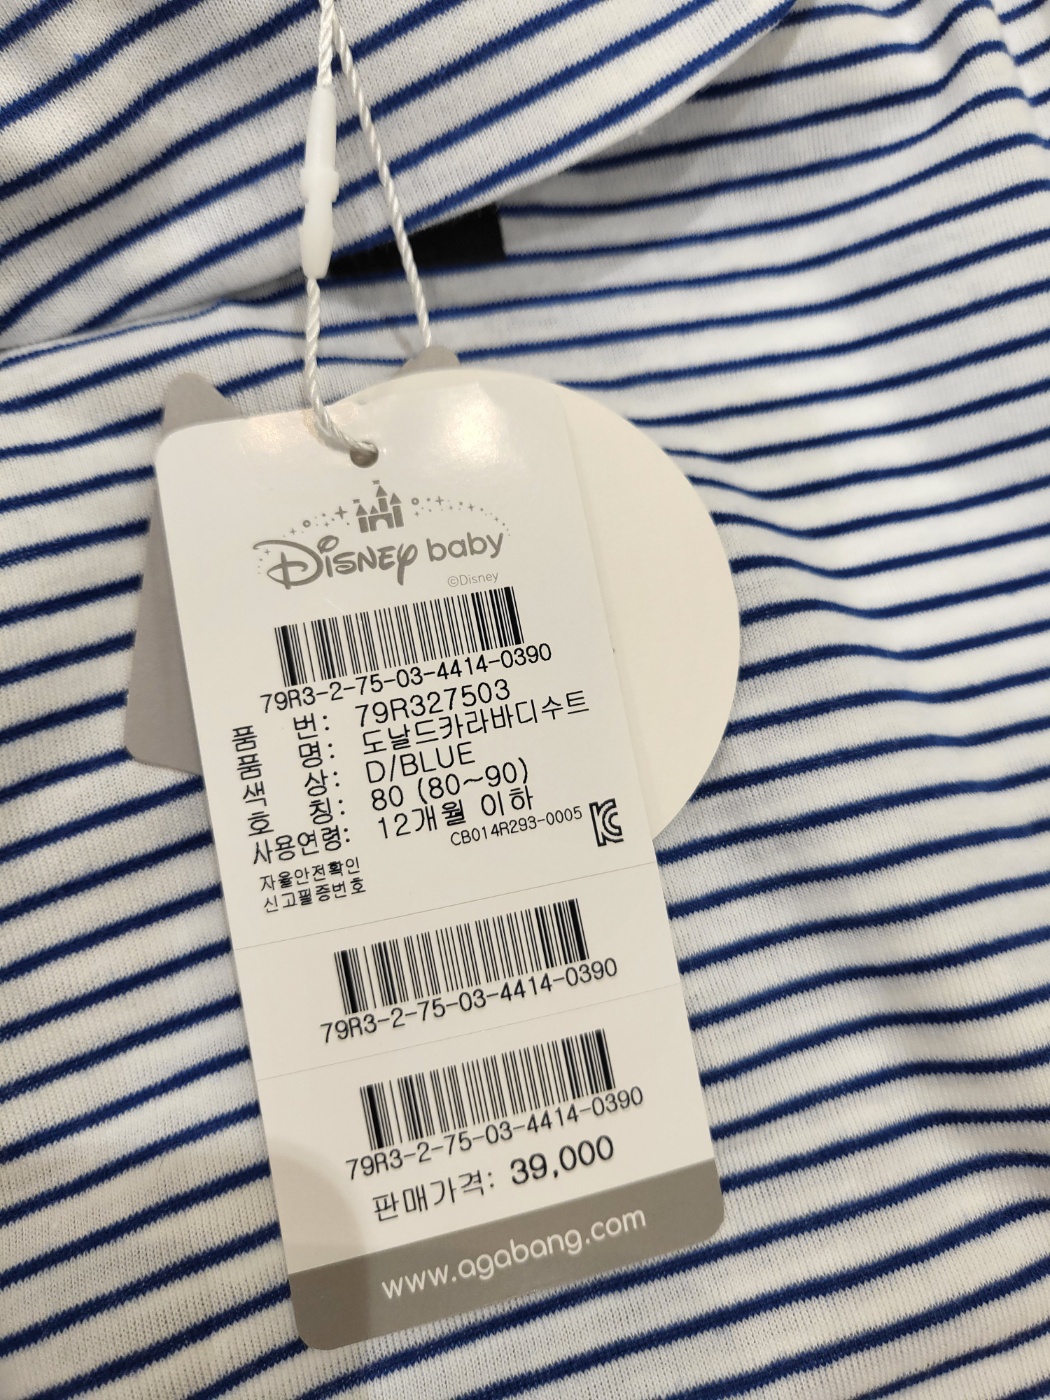 Disney baby
©Disney
79R3-2-75-03-4414-0390
품 번: 79R327503
품 명: 도날드카라바디수트
색 상: D/BLUE
호 칭: 80 (80~90)
사용연령: 12개월 이하
자율안전확인 CB014R293-0005
신고필증번호
79R3-2-75-03-4414-0390
79R3-2-75-03-4414-0390
판매가격: 39,000
www.agabang.com